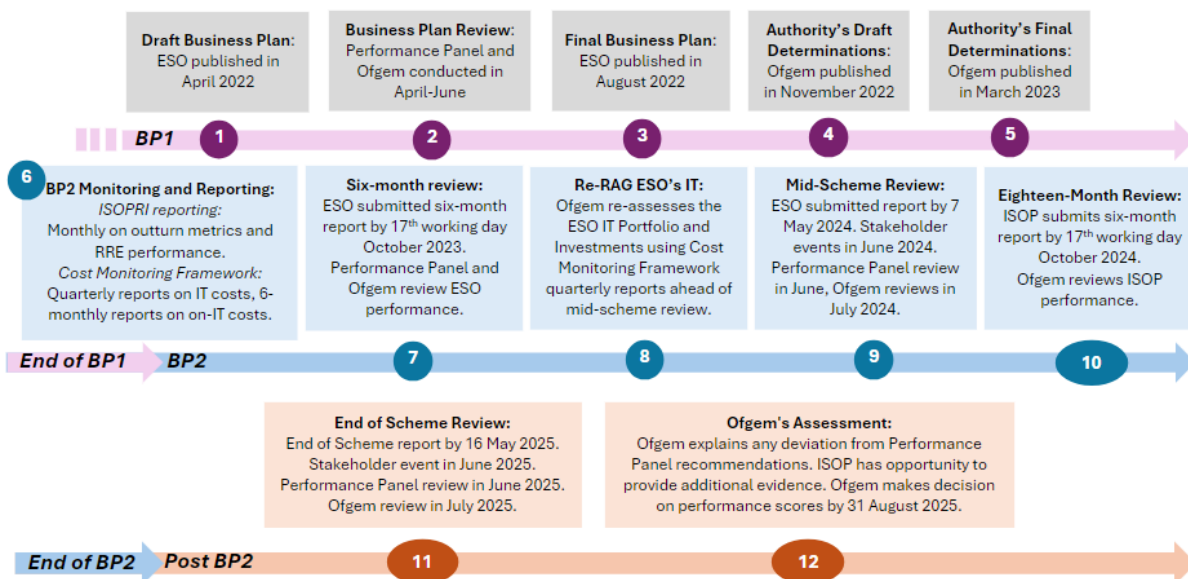 Draft Business Plan:
ESO published in
April 2022
Business Plan Review:
Performance Panel and
Ofgem conducted in
April-June
Final Business Plan:
ESO published in
August 2022
Authority's Draft
Determinations:
Ofgem published
in November 2022
Authority's Final
Determinations:
Ofgem published
in March 2023
BP1
1
2
3
4
5
6
BP2 Monitoring and Reporting:
ISOPRI reporting:
Monthly on outturn metrics and
RRE performance.
Cost Monitoring Framework:
Quarterly reports on IT costs, 6-
monthly reports on on-IT costs.
Six-month review:
ESO submitted six-month
report by 17th working day
October 2023.
Performance Panel and
Ofgem review ESO
performance.
Re-RAG ESO's IT:
Ofgem re-assesses the
ESO IT Portfolio and
Investments using Cost
Monitoring Framework
quarterly reports ahead of
mid-scheme review.
Mid-Scheme Review:
ESO submitted report by 7
May 2024. Stakeholder
events in June 2024.
Performance Panel review
in June, Ofgem reviews in
July 2024.
Eighteen-Month Review:
ISOP submits six-month
report by 17th working day
October 2024.
Ofgem reviews ISOP
performance.
End of BP1
BP2
7
8
9
10
End of Scheme Review:
End of Scheme report by 16 May 2025.
Stakeholder event in June 2025.
Performance Panel review in June 2025.
Ofgem review in July 2025.
Ofgem's Assessment:
Ofgem explains any deviation from Performance
Panel recommendations. ISOP has opportunity to
provide additional evidence. Ofgem makes decision
on performance scores by 31 August 2025.
End of BP2
Post BP2
11
12